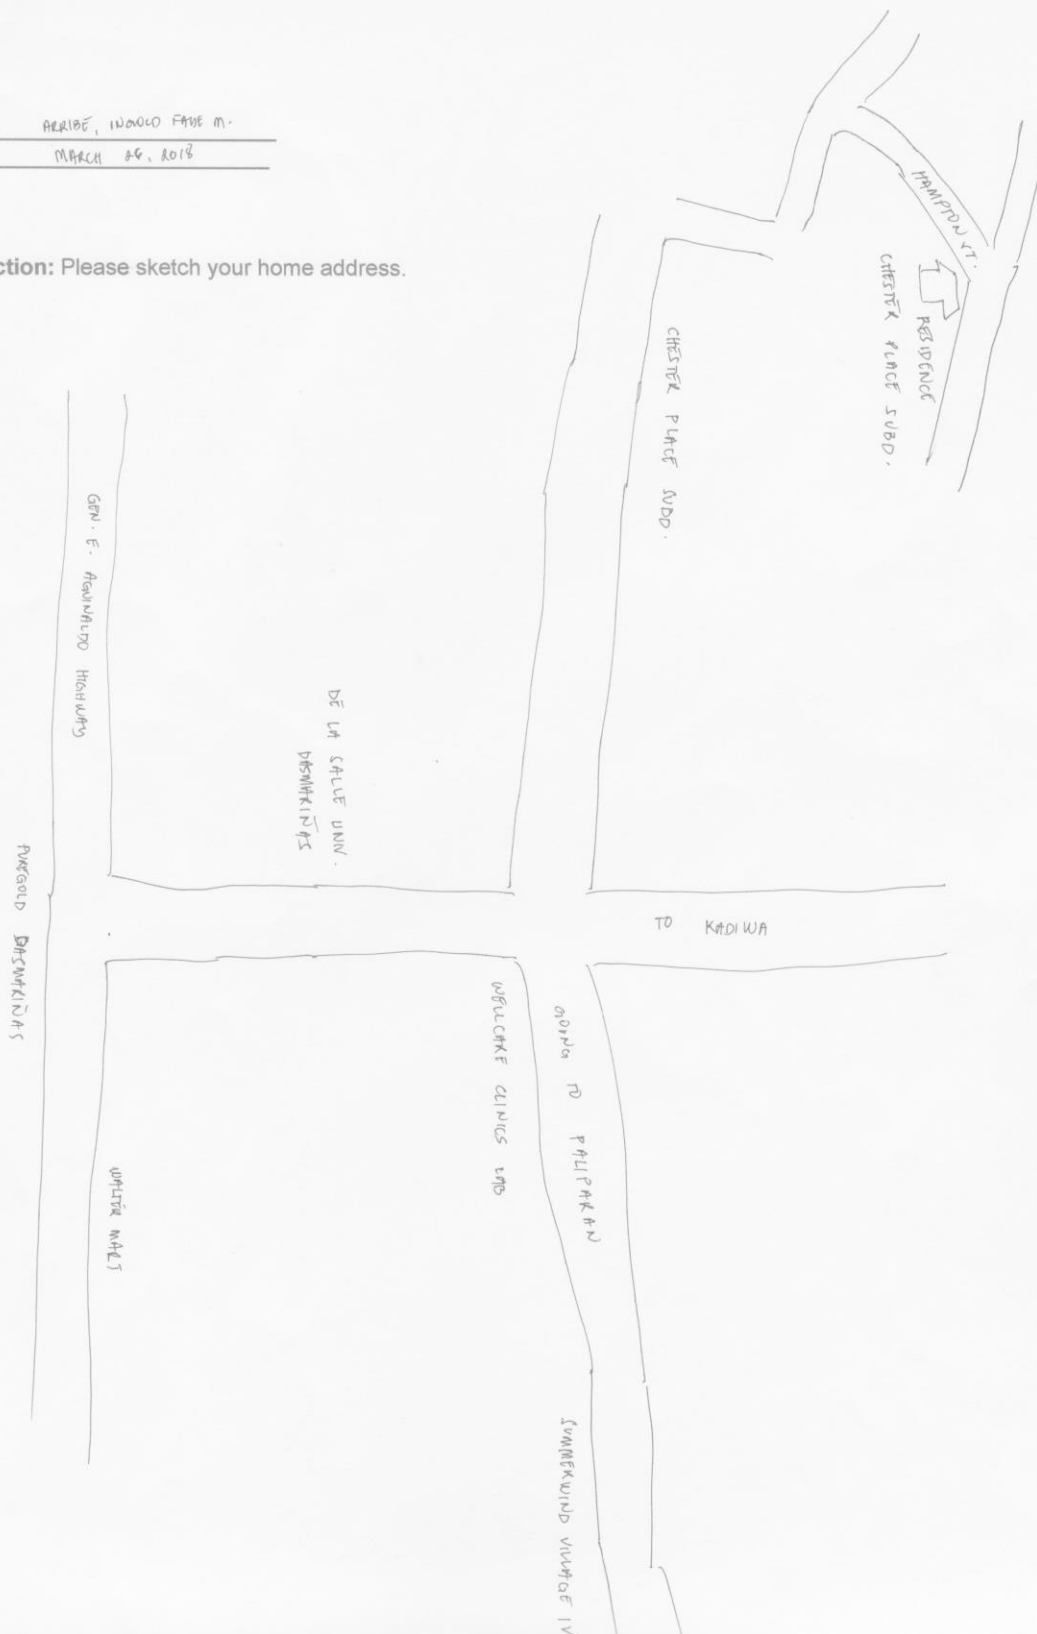 ARRIBE, FAYE M.
MARCH 26, 2018
ction: Please sketch your home address.
HAMPTON ST.
RESIDENCE
CHESTER PLACE SUBD.
CHESTER PLACE SUBD.
GEN. E. AGUINALDO HIGHWAY
DE LA SALLE UNIV.
DASMARIÑAS
PUREGOLD DASMARIÑAS
TO KADIWA
WELLCARE CLINICS LAB
GOING TO PALIPARAN
WALTER MART
SUMMERWIND VILLAGE IV